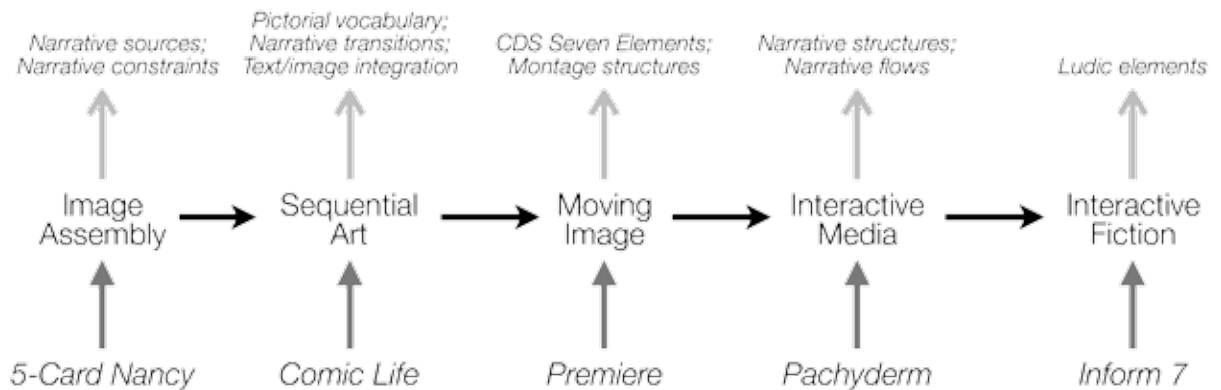 Narrative sources;
Narrative constraints
Pictorial vocabulary;
Narrative transitions;
Text/image integration
CDS Seven Elements;
Montage structures
Narrative structures;
Narrative flows
Ludic elements
Image
Assembly
Sequential
Art
Moving
Image
Interactive
Media
Interactive
Fiction
5-Card Nancy
Comic Life
Premiere
Pachyderm
Inform 7